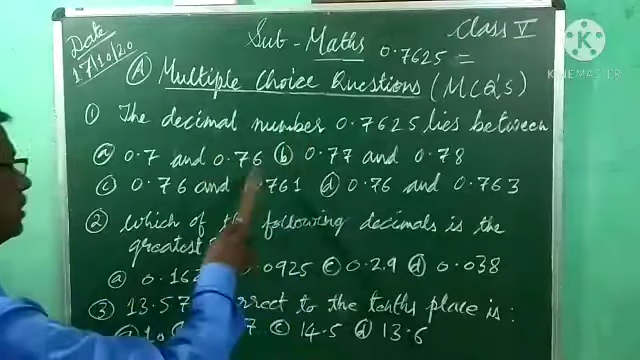 Date
17/10/20
Sub - Maths 0.7625 =
Class V
KINEMASTER
(A) Multiple Choice Questions (MCQ's)
① The decimal number 0.7625 lies between
(a) 0.7 and 0.76 (b) 0.77 and 0.78
(c) 0.76 and 0.761 (d) 0.76 and 0.763
② Which of the following decimals is the
greatest
(a) 0.162 0.0925 (c) 0.29 (d) 0.038
③ 13.57 correct to the tenths place is:
(c) 14.5 (d) 13.6